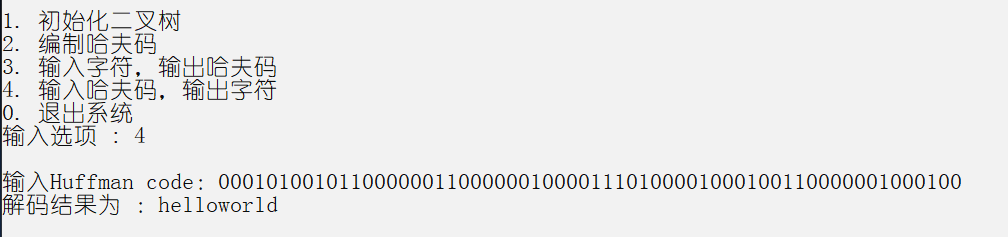 1. 初始化二叉树
2. 编制哈夫码
3. 输入字符，输出哈夫码
4. 输入哈夫码，输出字符
0. 退出系统
输入选项 : 4
输入Huffman code: 00010100101100000011000000100001110100001000100110000001000100
解码结果为 : helloworld